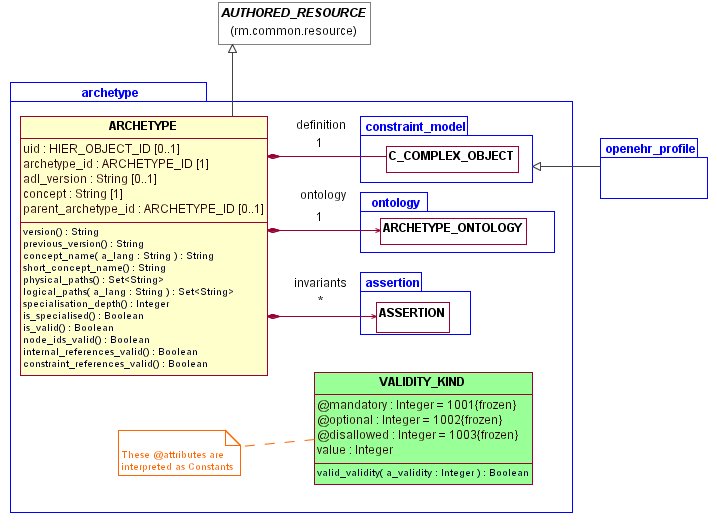 AUTHORED_RESOURCE
(rm.common.resource)
archetype
ARCHETYPE
uid : HIER_OBJECT_ID [0..1]
archetype_id : ARCHETYPE_ID [1]
adl_version : String [0..1]
concept : String [1]
parent_archetype_id : ARCHETYPE_ID [0..1]
version() : String
previous_version() : String
concept_name( a_lang : String ) : String
short_concept_name() : String
physical_paths() : Set<String>
logical_paths( a_lang : String ) : Set<String>
specialisation_depth() : Integer
is_specialised() : Boolean
is_valid() : Boolean
node_ids_valid() : Boolean
internal_references_valid() : Boolean
constraint_references_valid() : Boolean
definition
1
constraint_model
C_COMPLEX_OBJECT
openehr_profile
ontology
1
ontology
ARCHETYPE_ONTOLOGY
invariants
*
assertion
ASSERTION
VALIDITY_KIND
@mandatory : Integer = 1001{frozen}
@optional : Integer = 1002{frozen}
@disallowed : Integer = 1003{frozen}
value : Integer
valid_validity( a_validity : Integer ) : Boolean
These @attributes are
interpreted as Constants